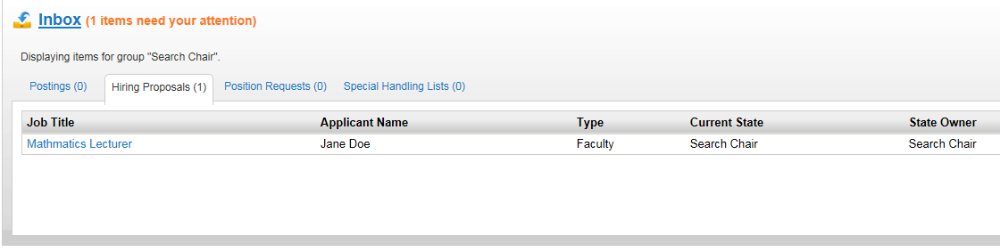 Inbox (1 items need your attention)
Displaying items for group "Search Chair".
Postings (0) Hiring Proposals (1) Position Requests (0) Special Handling Lists (0)
Job Title Applicant Name Type Current State State Owner
Mathmatics Lecturer Jane Doe Faculty Search Chair Search Chair